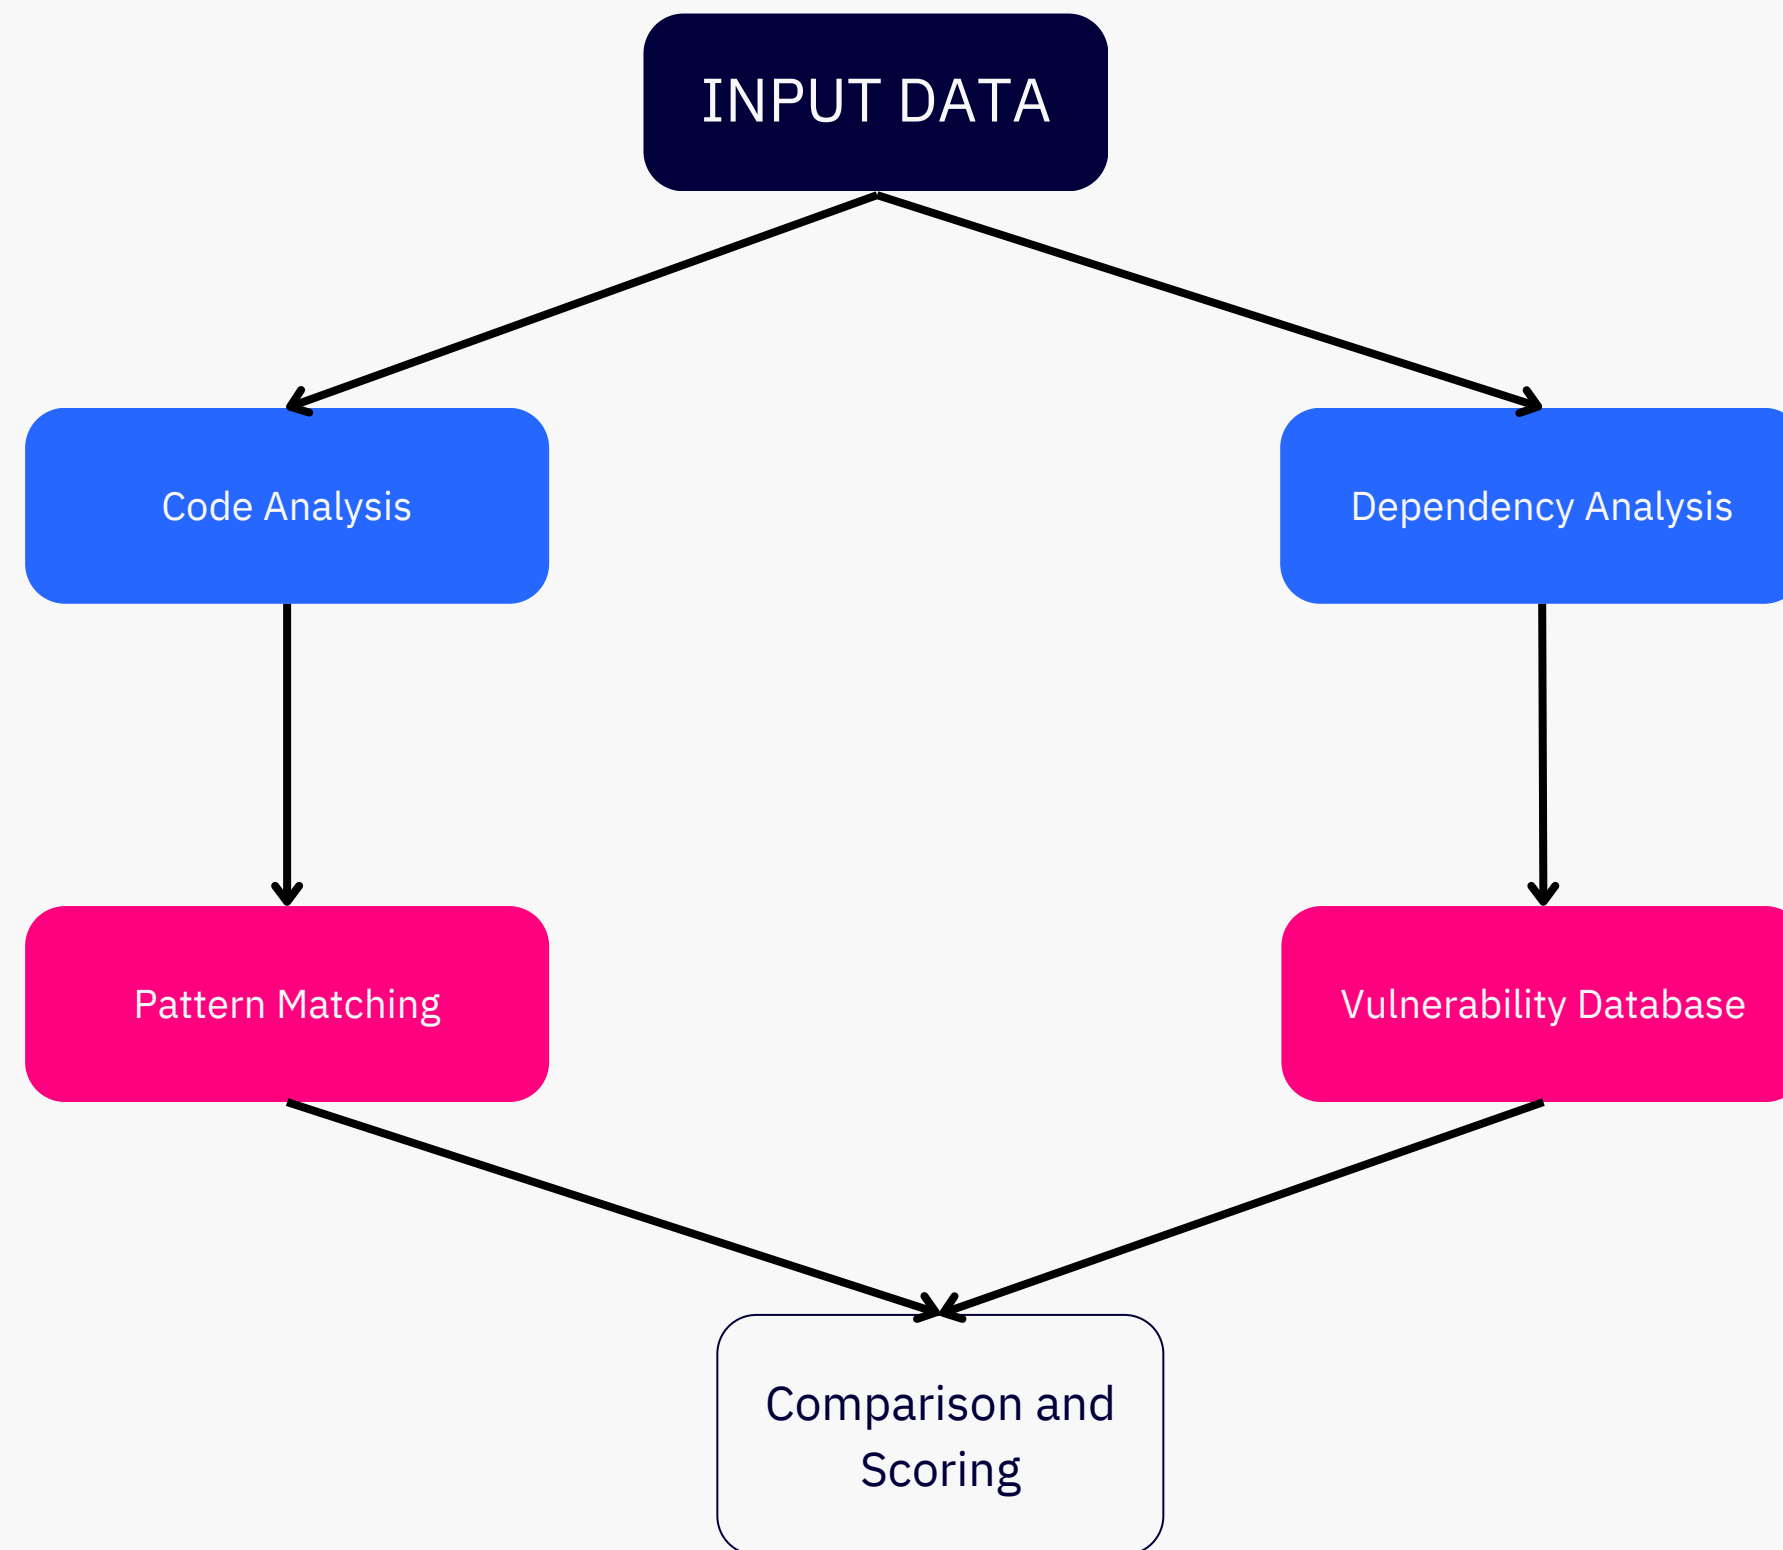 INPUT DATA
Code Analysis
Dependency Analysis
Pattern Matching
Vulnerability Database
Comparison and
Scoring